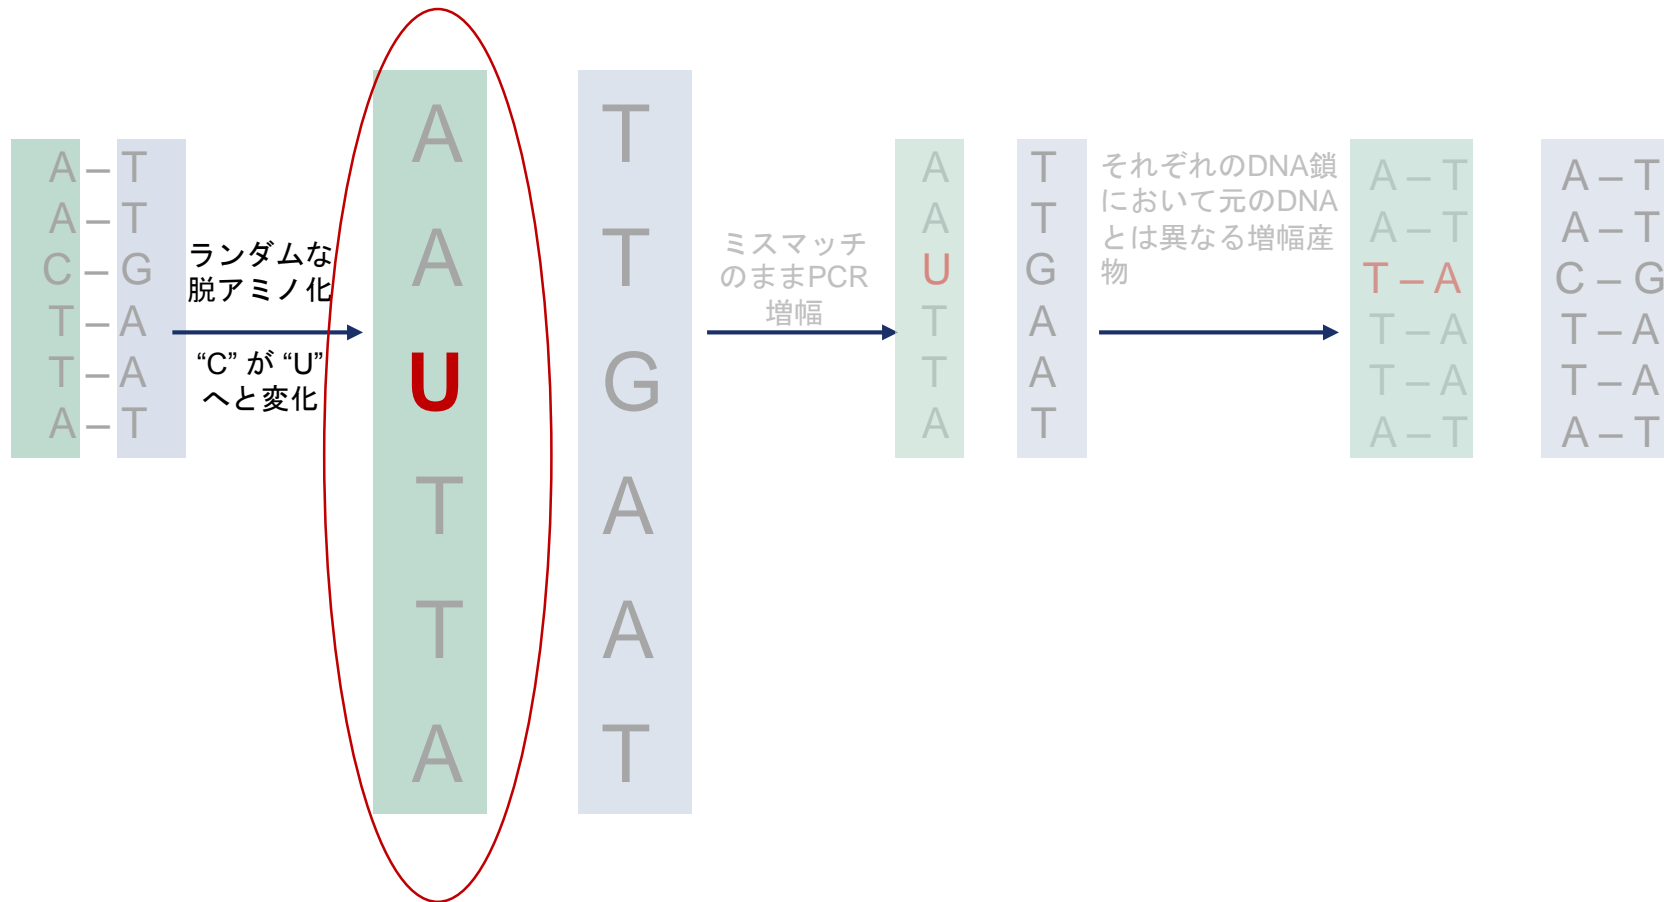 A – T
A – T
C – G
T – A
T – A
A – T
ランダムな
脱アミノ化
“C” が “U”
へと変化
A
A
U
T
T
A
T
T
G
A
A
T
ミスマッチ
のままPCR
増幅
A
A
U
T
T
A
T
T
G
A
A
T
それぞれのDNA鎖
において元のDNA
とは異なる増幅産
物
A – T
A – T
T – A
T – A
T – A
A – T
A – T
A – T
C – G
T – A
T – A
A – T